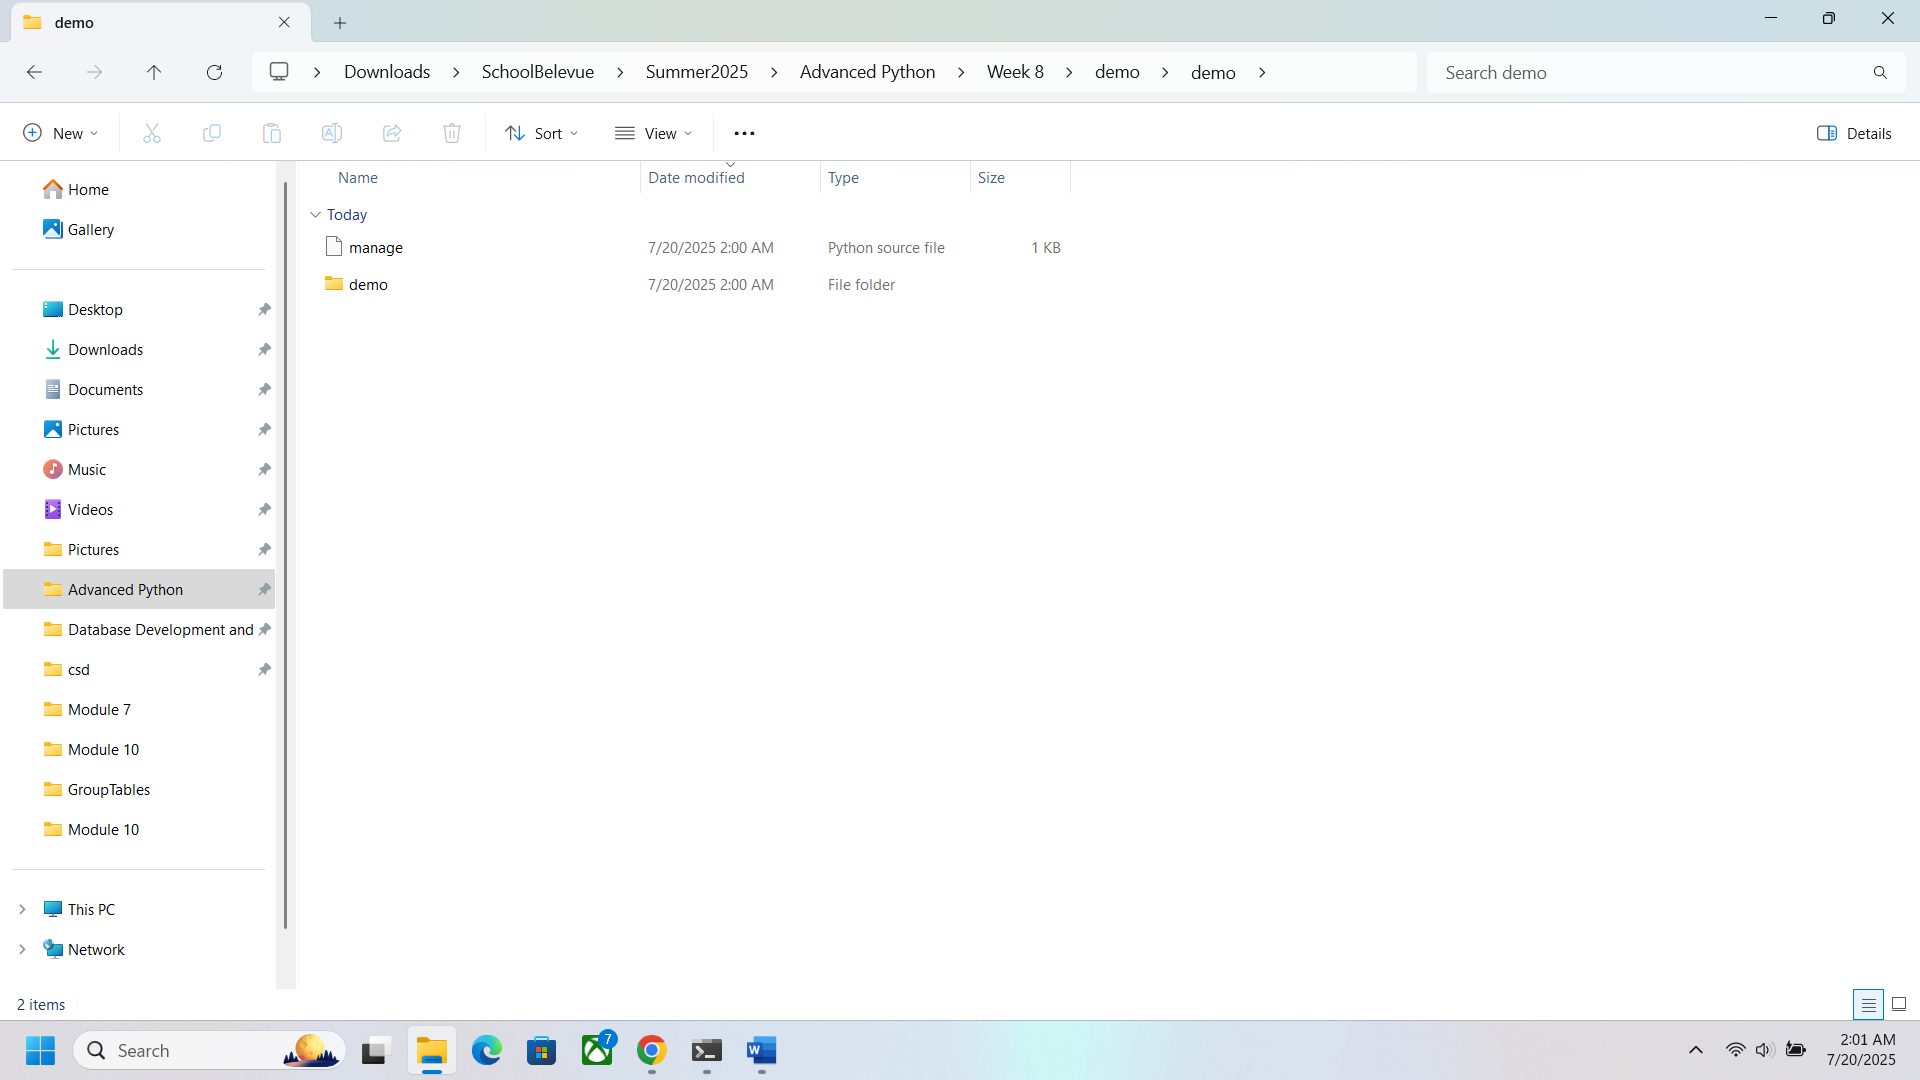 demo
Downloads > SchoolBelevue > Summer2025 > Advanced Python > Week 8 > demo > demo >
Search demo
New
Sort
View
Details
Name Date modified Type Size
Today
manage 7/20/2025 2:00 AM Python source file 1 KB
demo 7/20/2025 2:00 AM File folder
Home
Gallery
Desktop
Downloads
Documents
Pictures
Music
Videos
Pictures
Advanced Python
Database Development and
csd
Module 7
Module 10
GroupTables
Module 10
This PC
Network
2 items
Search
7
W
2:01 AM
7/20/2025